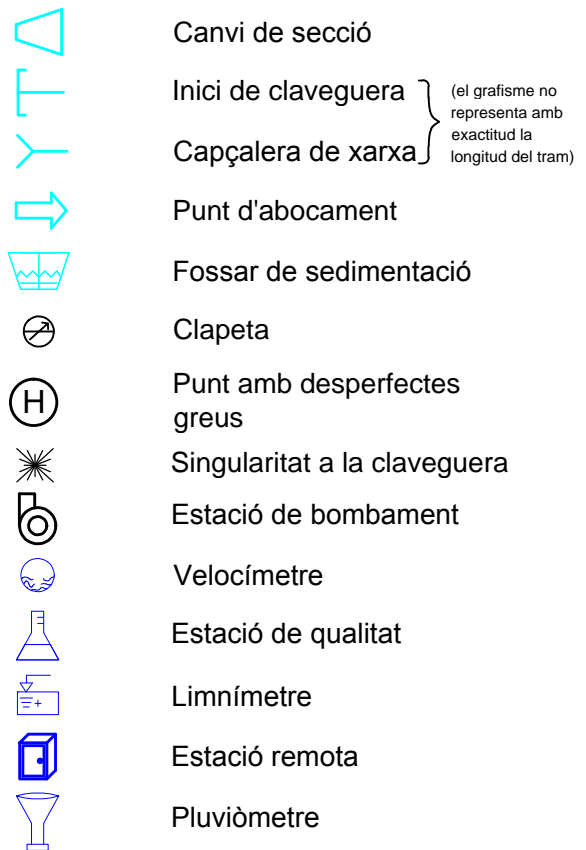 Canvi de secció
Inici de claveguera
(el grafisme no
representa amb
exactitud la
longitud del tram)
Capçalera de xarxa
Punt d'abocament
Fossar de sedimentació
Clapeta
H
Punt amb desperfectes
greus
Singularitat a la claveguera
Estació de bombament
Velocímetre
Estació de qualitat
Limnímetre
Estació remota
Pluviòmetre